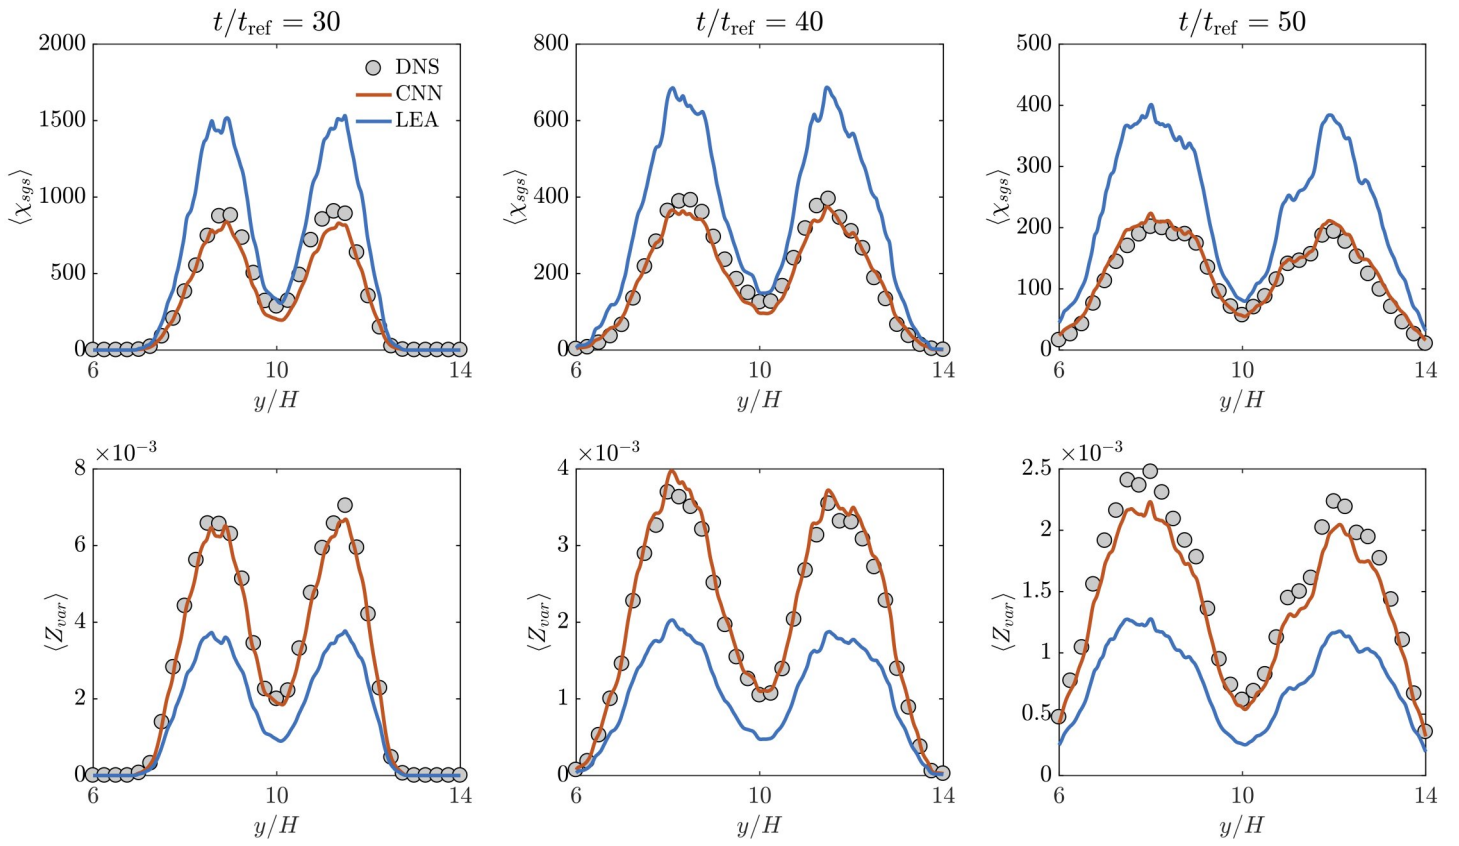 t/t_ref = 30
2000
1500
1000
500
0
⟨χ_sgs⟩
DNS
CNN
LEA
6 10 14
y/H
t/t_ref = 40
800
600
400
200
0
⟨χ_sgs⟩
6 10 14
y/H
t/t_ref = 50
500
400
300
200
100
0
⟨χ_sgs⟩
6 10 14
y/H
×10⁻³
8
6
4
2
0
⟨Z_var⟩
6 10 14
y/H
×10⁻³
4
3
2
1
0
⟨Z_var⟩
6 10 14
y/H
×10⁻³
2.5
2
1.5
1
0.5
0
⟨Z_var⟩
6 10 14
y/H